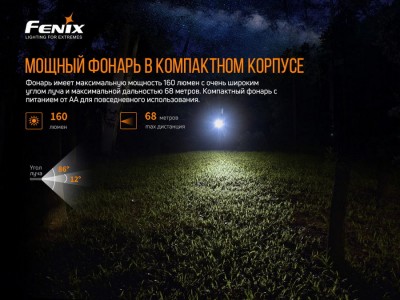 FENIX
LIGHTING FOR EXTREMES
МОЩНЫЙ ФОНАРЬ В КОМПАКТНОМ КОРПУСЕ
Фонарь имеет максимальную мощность 160 люмен с очень широким
углом луча и максимальной дальностью 68 метров. Компактный фонарь с
питанием от АА для повседневного использования.
160
люмен
68 метров
max дистанция
Угол
луча
86°
12°